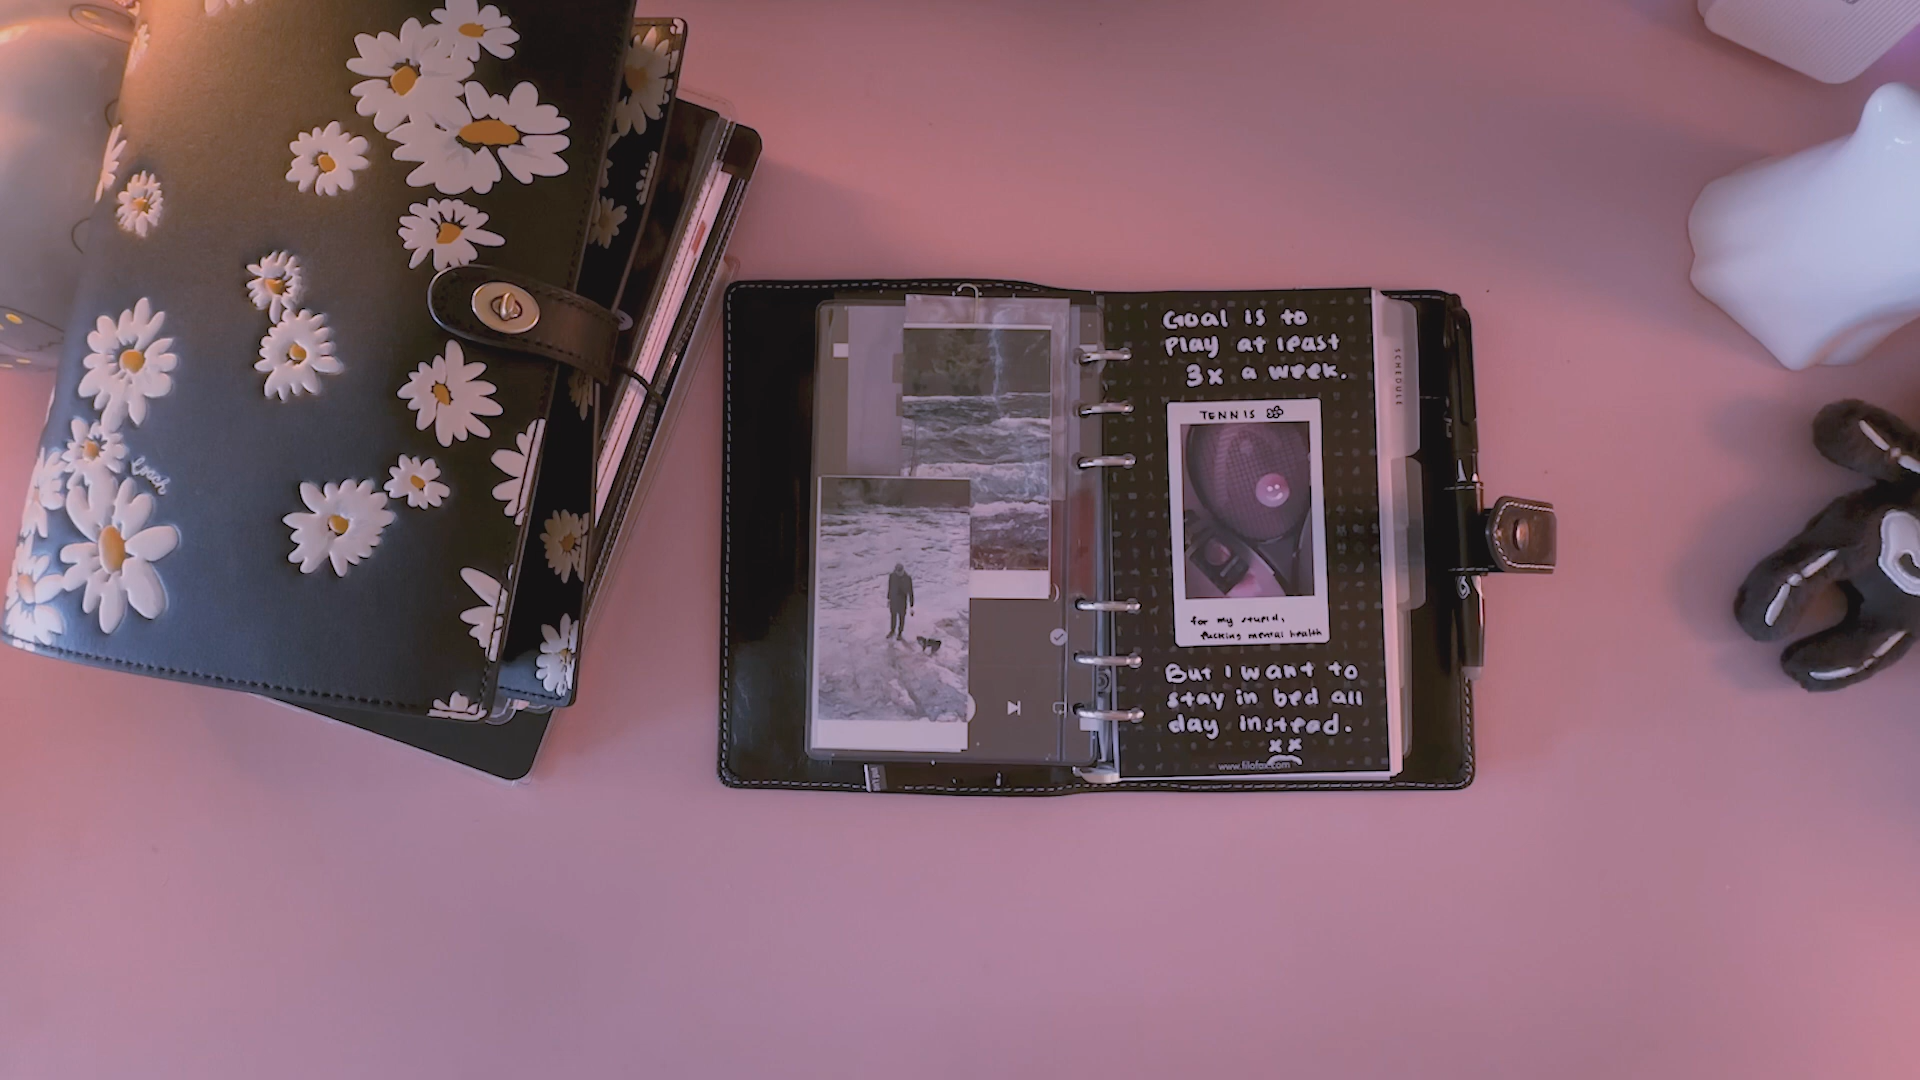 Coach
Goal is to
play at least
3x a week.
TENNIS
for my stupid,
fucking mental health
But I want to
stay in bed all
day instead.
xx
www.filofax.com
SCHEDULE